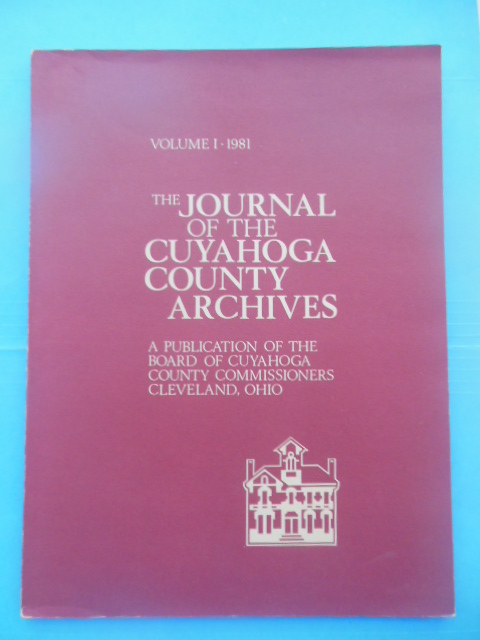 VOLUME I · 1981
THE JOURNAL
OF THE
CUYAHOGA
COUNTY
ARCHIVES
A PUBLICATION OF THE
BOARD OF CUYAHOGA
COUNTY COMMISSIONERS
CLEVELAND, OHIO